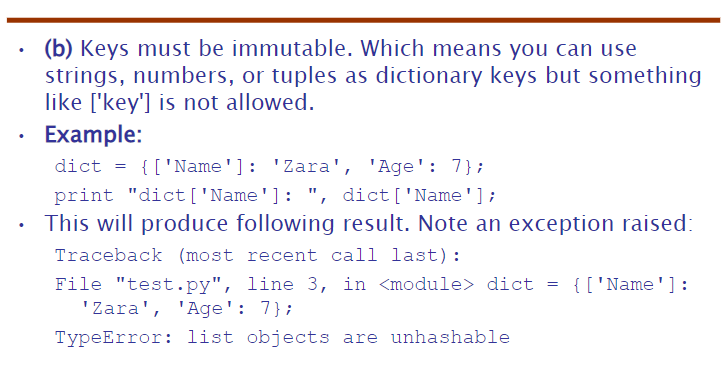 • (b) Keys must be immutable. Which means you can use
strings, numbers, or tuples as dictionary keys but something
like ['key'] is not allowed.
• Example:
dict = {['Name']: 'Zara', 'Age': 7};
print "dict['Name']: ", dict['Name'];
• This will produce following result. Note an exception raised:
Traceback (most recent call last):
File "test.py", line 3, in <module> dict = {['Name']:
'Zara', 'Age': 7};
TypeError: list objects are unhashable